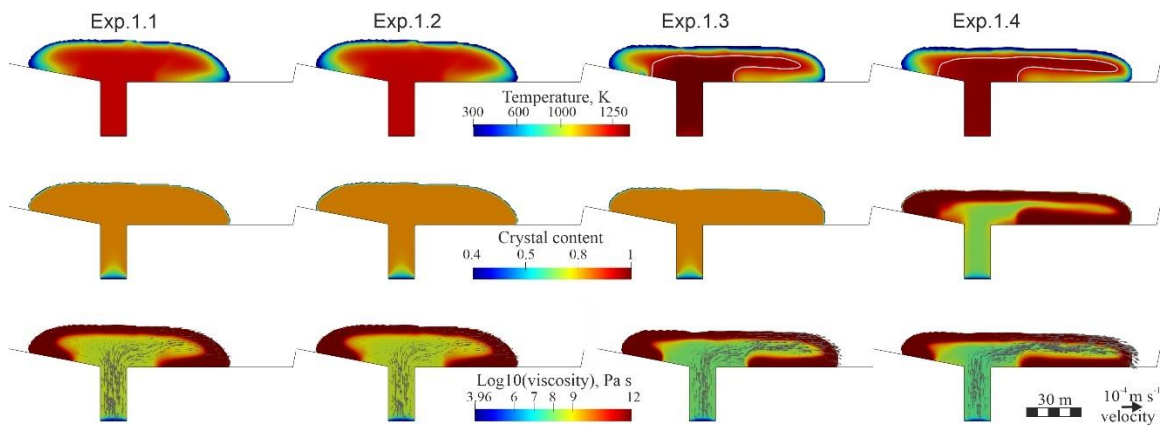 Exp.1.1 Exp.1.2 Exp.1.3 Exp.1.4
Temperature, K
300 600 1000 1250
Crystal content
0.4 0.5 0.8 1
Log10(viscosity), Pa s
3.96 6 7 8 9 12
30 m
10⁻⁴ m s⁻¹
velocity